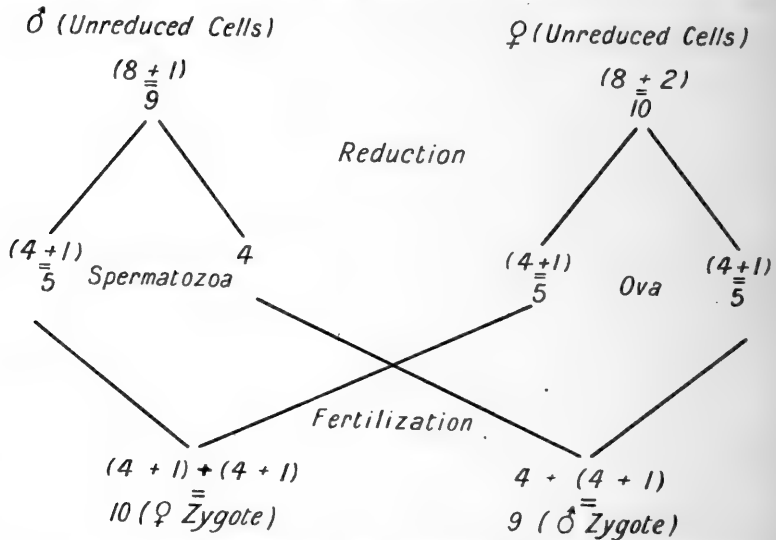 ♂ (Unreduced Cells)
♀ (Unreduced Cells)
(8 + 1)
=
9
(8 + 2)
=
10
Reduction
(4 + 1)
=
5
4
Spermatozoa
(4 + 1)
=
5
Ova
(4 + 1)
=
5
Fertilization
(4 + 1) + (4 + 1)
=
10 (♀ Zygote)
4 + (4 + 1)
=
9 (♂ Zygote)